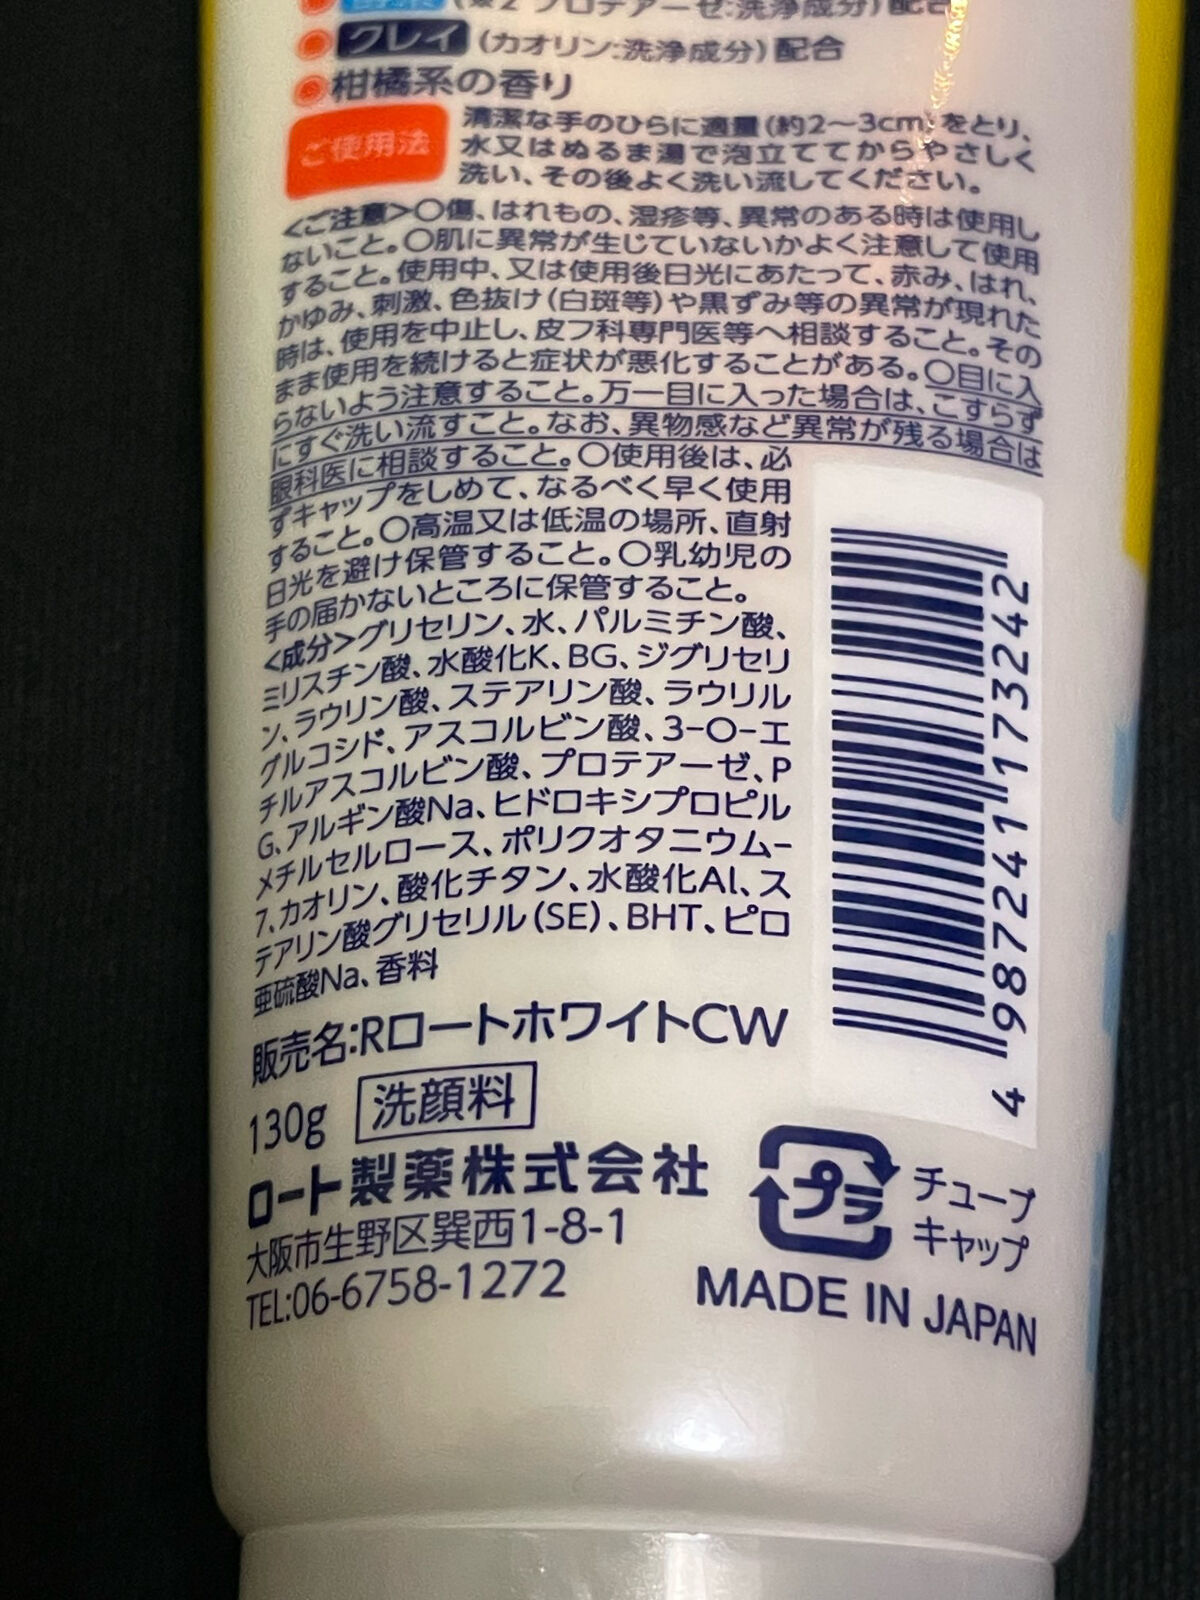 (※2 プロテアーゼ:洗浄成分)配合
●クレイ(カオリン:洗浄成分)配合
●柑橘系の香り
ご使用法
清潔な手のひらに適量(約2〜3cm)をとり、
水又はぬるま湯で泡立ててからやさしく
洗い、その後よく洗い流してください。
<ご注意>○傷、はれもの、湿疹等、異常のある時は使用し
ないこと。○肌に異常が生じていないかよく注意して使用
すること。使用中、又は使用後日光にあたって、赤み、はれ、
かゆみ、刺激、色抜け(白斑等)や黒ずみ等の異常が現れた
時は、使用を中止し、皮フ科専門医等へ相談すること。その
まま使用を続けると症状が悪化することがある。○目に入
らないよう注意すること。万一目に入った場合は、こすらず
にすぐ洗い流すこと。なお、異物感など異常が残る場合は
眼科医に相談すること。○使用後は、必
ずキャップをしめて、なるべく早く使用
すること。○高温又は低温の場所、直射
日光を避け保管すること。○乳幼児の
手の届かないところに保管すること。
<成分>グリセリン、水、パルミチン酸、
ミリスチン酸、水酸化K、BG、ジグリセリ
ン、ラウリン酸、ステアリン酸、ラウリル
グルコシド、アスコルビン酸、3-O-エ
チルアスコルビン酸、プロテアーゼ、P
G、アルギン酸Na、ヒドロキシプロピル
メチルセルロース、ポリクオタニウム-
7、カオリン、酸化チタン、水酸化Al、ス
テアリン酸グリセリル(SE)、BHT、ピロ
亜硫酸Na、香料
販売名:RロートホワイトCW
130g 洗顔料
ロート製薬株式会社
大阪市生野区巽西1-8-1
TEL:06-6758-1272
4 987241 173242
プラ
チューブ
キャップ
MADE IN JAPAN